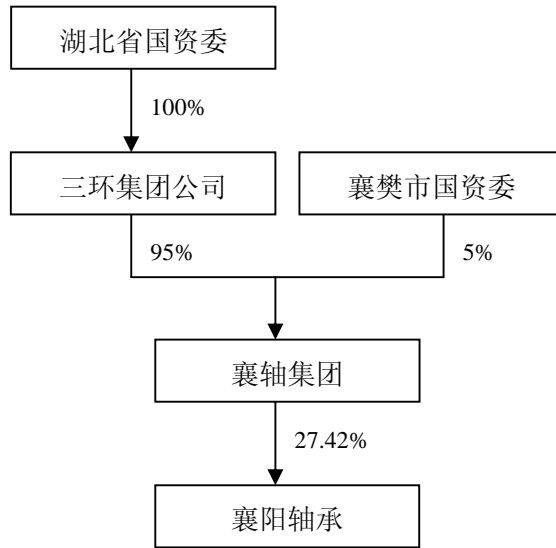 湖北省国资委
100%
三环集团公司
襄樊市国资委
95%
5%
襄轴集团
27.42%
襄阳轴承